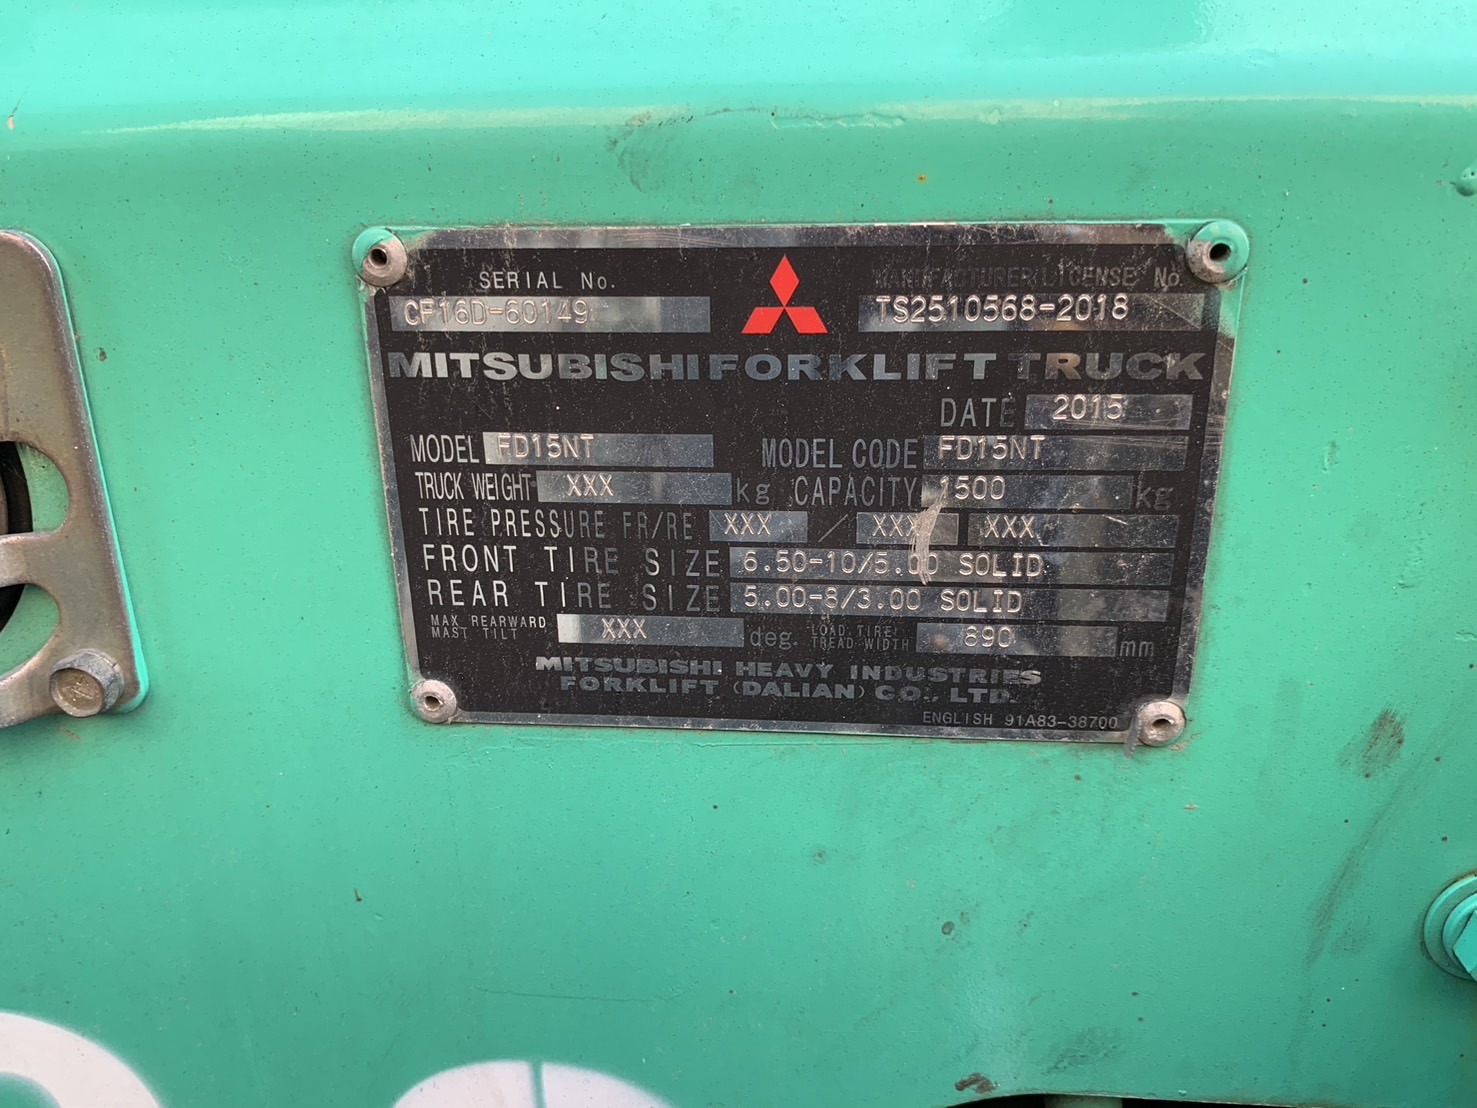 SERIAL No. MANUFACTURER LICENSE No.
CF16D-60149 TS2510568-2018
MITSUBISHI FORKLIFT TRUCK
DATE 2015
MODEL FD15NT MODEL CODE FD15NT
TRUCK WEIGHT XXX kg CAPACITY 1500 kg
TIRE PRESSURE FR/RE XXX / XXX XXX
FRONT TIRE SIZE 6.50-10/5.00 SOLID
REAR TIRE SIZE 5.00-8/3.00 SOLID
MAX REARWARD MAST TILT XXX deg. LOAD TIRE TREAD WIDTH 890 mm
MITSUBISHI HEAVY INDUSTRIES
FORKLIFT (DALIAN) CO., LTD.
ENGLISH 91A83-38700